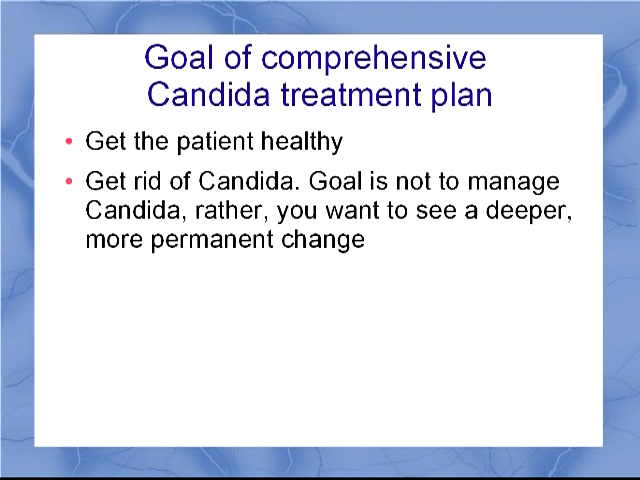 Goal of comprehensive
Candida treatment plan
• Get the patient healthy
• Get rid of Candida. Goal is not to manage
Candida, rather, you want to see a deeper,
more permanent change